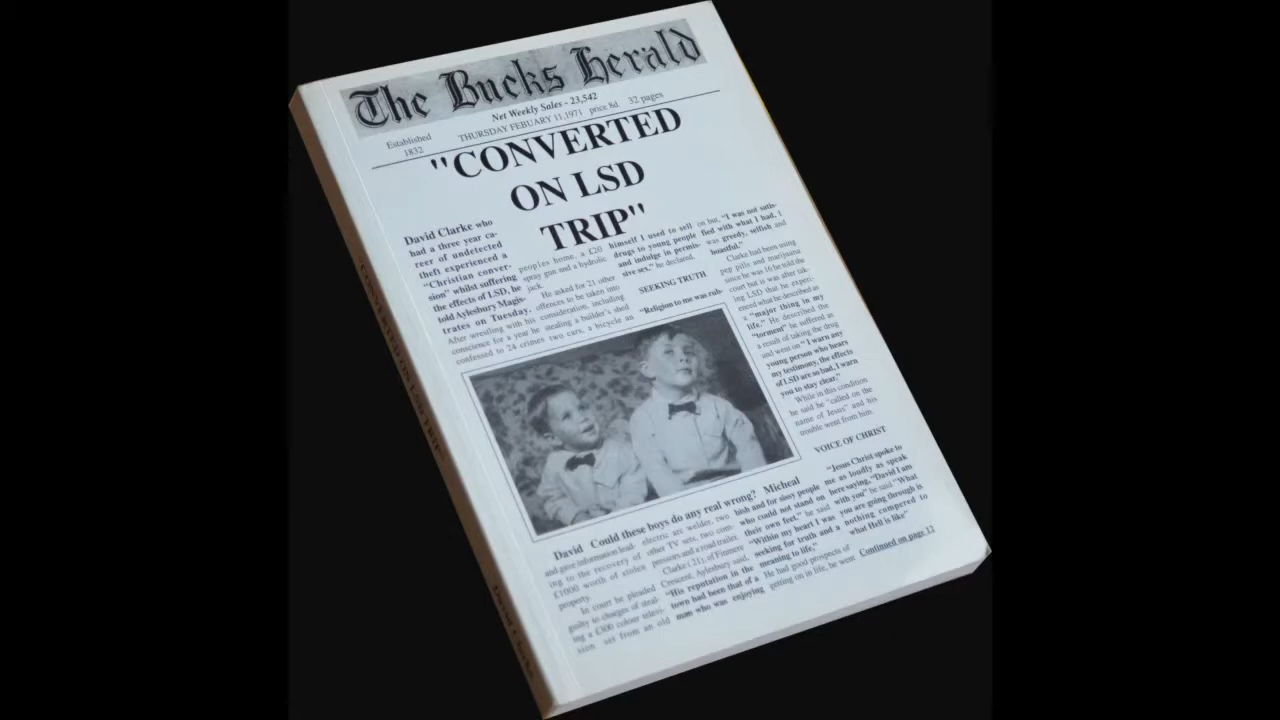 The Bucks Herald
Net Weekly Sales - 23,542
Established
1832
THURSDAY FEBUARY 11,1971 price 8d. 32 pages
"CONVERTED
ON LSD
TRIP"
David Clarke who
had a three year ca-
reer of undetected
theft experienced a
"Christian conver-
sion" whilst suffering
the effects of LSD, he
told Aylesbury Magis-
trates on Tuesday.
After wrestling with his
conscience for a year he
confessed to 24 crimes
peoples home, a £20
spray gun and a hydrolic
jack.
He asked for 21 other
offences to be taken into
consideration, including
stealing a builder's shed
two cars, a bicycle an
himself I used to sell
drugs to young people
and indulge in permis-
sive sex." he declared.
SEEKING TRUTH
"Religion to me was rub-
on but, "I was not satis-
fied with what I had, I
was greedy, selfish and
boastful."
Clarke had been using
pep pills and marijuana
since he was 16 he told the
court but it was after tak-
ing LSD that he experi-
enced what he described as
a "major thing in my
life." He described the
"torment" he suffered as
a result of taking the drug
and went on "I warn any
young person who hears
my testimony, the effects
of LSD are so bad, I warn
you to stay clear."
While in this condition
he said he "called on the
name of Jesus" and his
trouble went from him.
VOICE OF CHRIST
"Jesus Christ spoke to
me as loudly as speak
here saying, "David I am
with you" he said "What
you are going through is
nothing compered to
what Hell is like"
Continued on page 12
David Could these boys do any real wrong? Micheal
and gave information lead-
ing to the recovery of
£1000 worth of stolen
property.
In court he pleaded
guilty to charges of steal-
ing a £300 colour televi-
sion set from an old
electric arc welder, two
other TV sets, two com-
pressors and a road trailer.
Clarke (21), of Finmere
Crescent, Aylesbury said,
"His reputation in the
town had been that of a
man who was enjoying
bish and for sissy people
who could not stand on
their own feet." he said
"Within my heart I was
seeking for truth and a
meaning to life,"
He had good prospects of
getting on in life, he went
"CONVERTED ON LSD TRIP"
David Clarke